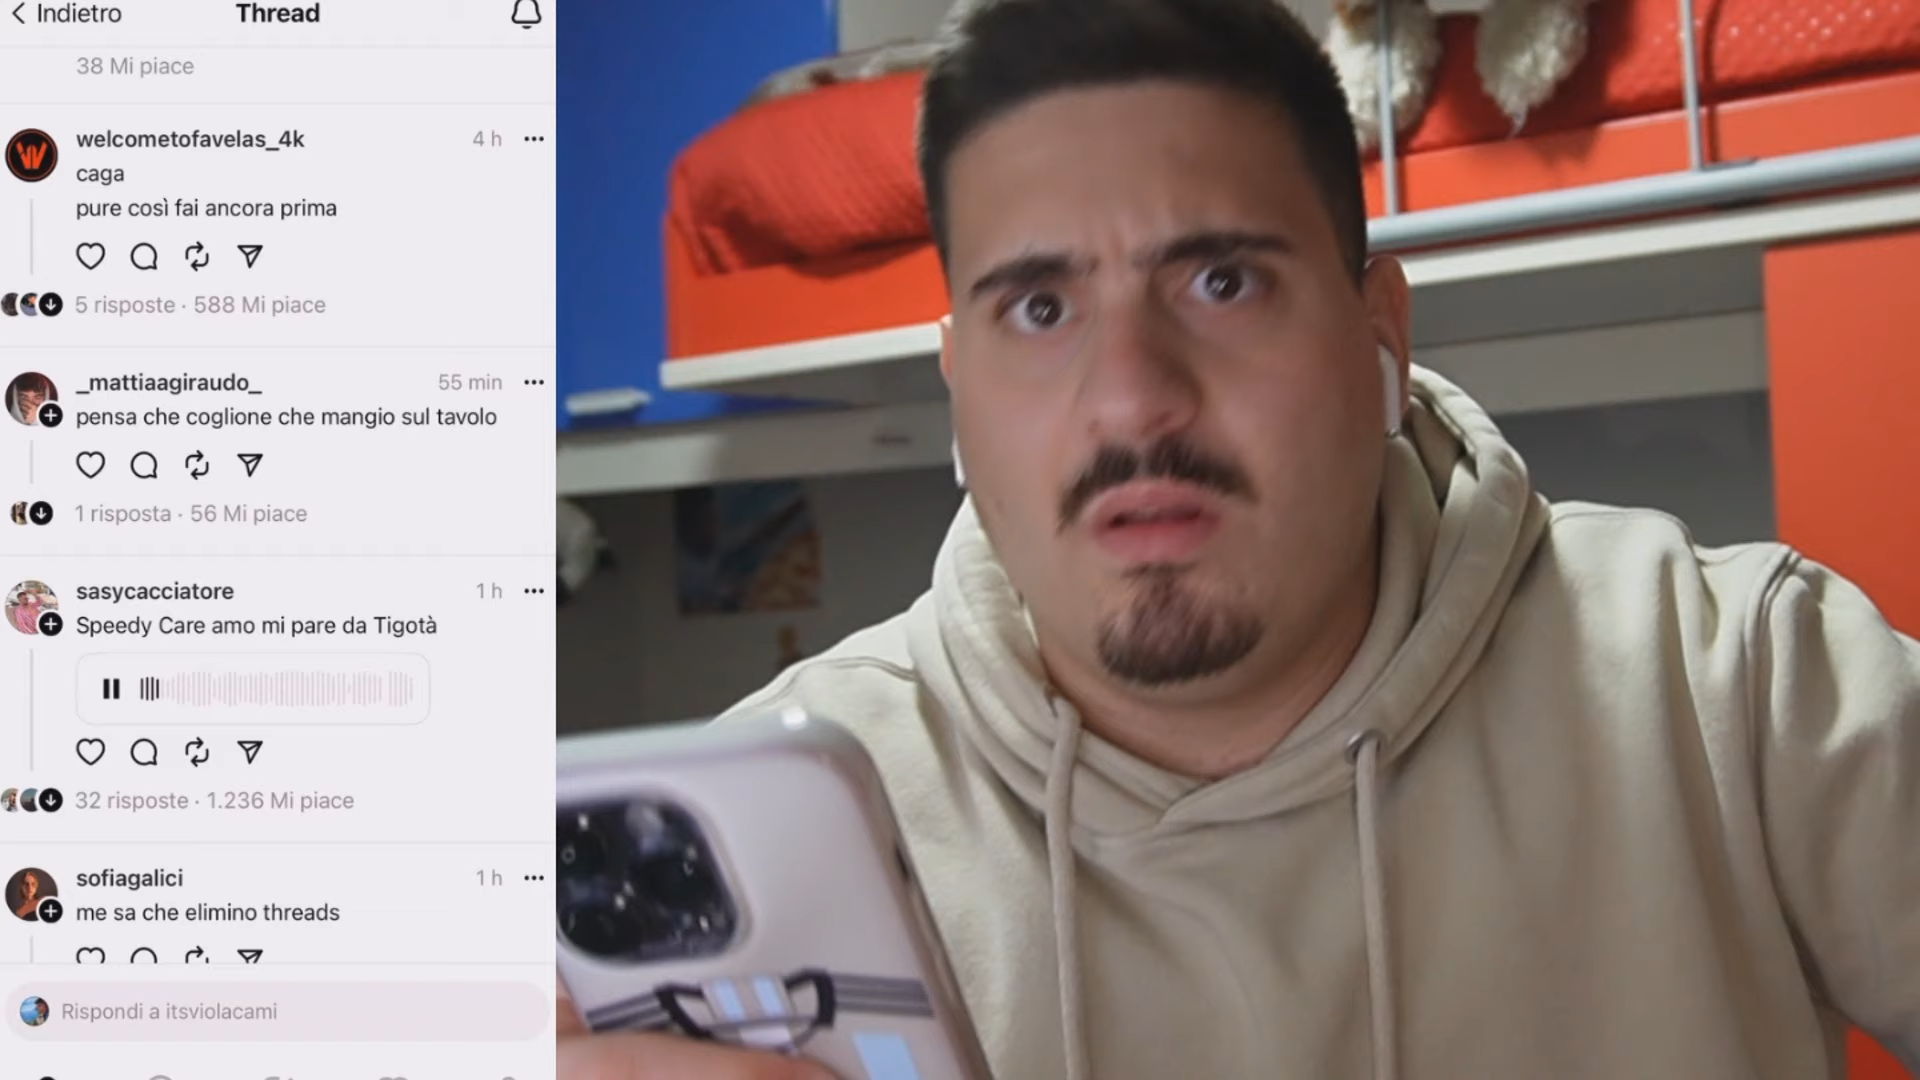 Indietro
Thread
38 Mi piace
welcometofavelas_4k
4 h
caga
pure così fai ancora prima
5 risposte · 588 Mi piace
_mattiaagiraudo_
55 min
pensa che coglione che mangio sul tavolo
1 risposta · 56 Mi piace
sasycacciatore
1 h
Speedy Care amo mi pare da Tigotà
32 risposte · 1.236 Mi piace
sofiagalici
1 h
me sa che elimino threads
Rispondi a itsviolacami